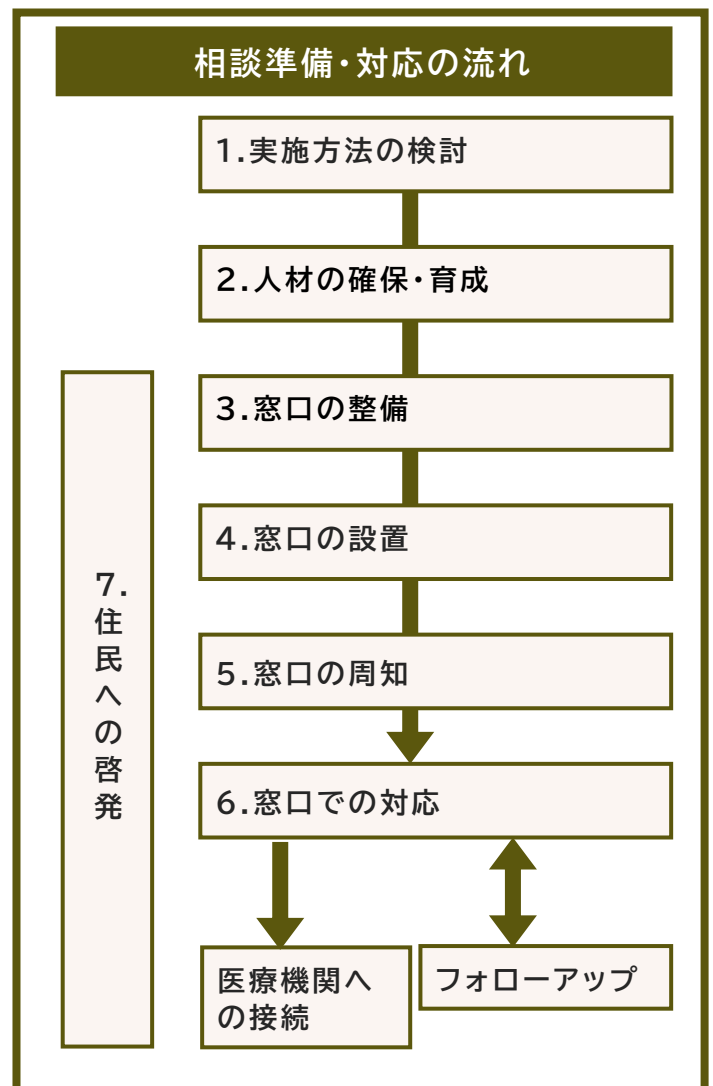 相談準備・対応の流れ
1.実施方法の検討
2.人材の確保・育成
3.窓口の整備
4.窓口の設置
5.窓口の周知
6.窓口での対応
7.住民への啓発
医療機関へ
の接続
フォローアップ